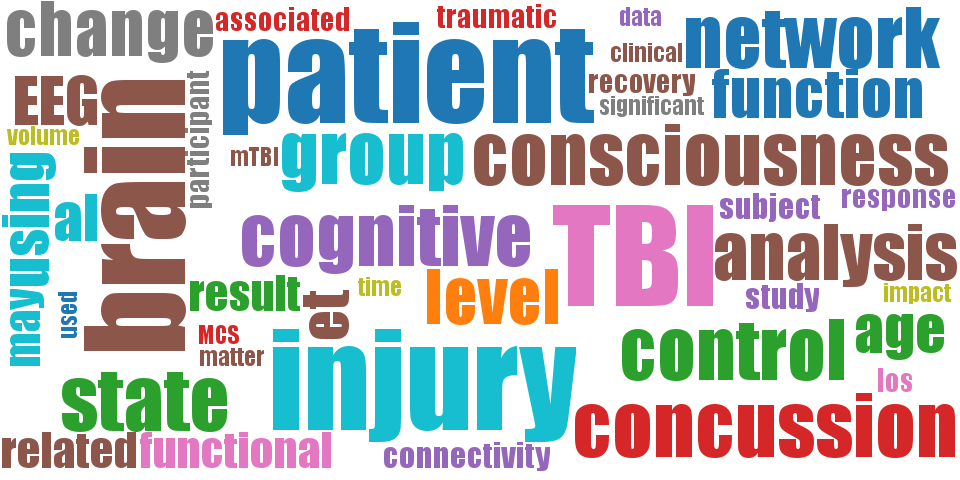 change
associated
traumatic
data
network
patient
clinical
recovery
significant
function
EEG
brain
participant
volume
mTBI
group
consciousness
may
using
al
cognitive
TBI
subject
response
analysis
result
et
time
level
study
impact
used
MCS
matter
injury
control
age
state
los
concussion
related
functional
connectivity